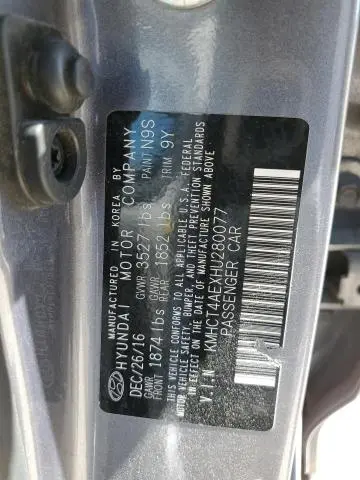 MANUFACTURED IN KOREA BY
HYUNDAI MOTOR COMPANY
DEC/26/16 GVWR 3527 lbs PAINT N9S
GAWR FRONT 1874 lbs GAWR REAR 1852 lbs TRIM 9Y
THIS VEHICLE CONFORMS TO ALL APPLICABLE U.S.A. FEDERAL
MOTOR VEHICLE SAFETY, BUMPER, AND THEFT PREVENTION STANDARDS
IN EFFECT ON THE DATE OF MANUFACTURE SHOWN ABOVE
V.I.N KMHCT4AEXHU280077
PASSENGER CAR